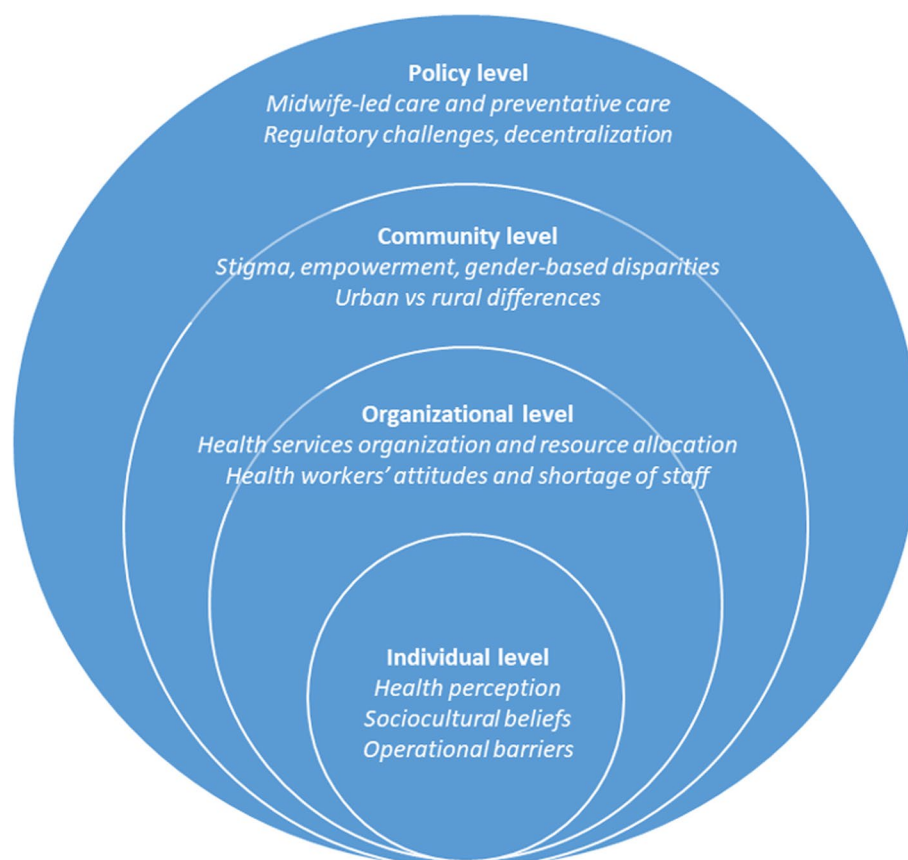 Policy level
Midwife-led care and preventative care
Regulatory challenges, decentralization
Community level
Stigma, empowerment, gender-based disparities
Urban vs rural differences
Organizational level
Health services organization and resource allocation
Health workers’ attitudes and shortage of staff
Individual level
Health perception
Sociocultural beliefs
Operational barriers